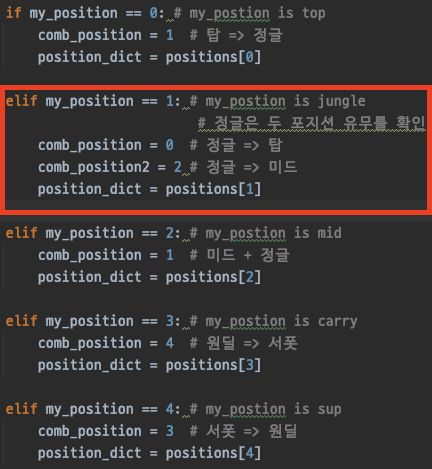 if my_position == 0: # my_postion is top
    comb_position = 1  # 탑 => 정글
    position_dict = positions[0]
elif my_position == 1: # my_postion is jungle
                     # 정글은 두 포지션 유무를 확인
    comb_position = 0  # 정글 => 탑
    comb_position2 = 2 # 정글 => 미드
    position_dict = positions[1]
elif my_position == 2: # my_postion is mid
    comb_position = 1  # 미드 + 정글
    position_dict = positions[2]
elif my_position == 3: # my_postion is carry
    comb_position = 4  # 원딜 => 서폿
    position_dict = positions[3]
elif my_position == 4: # my_postion is sup
    comb_position = 3  # 서폿 => 원딜
    position_dict = positions[4]